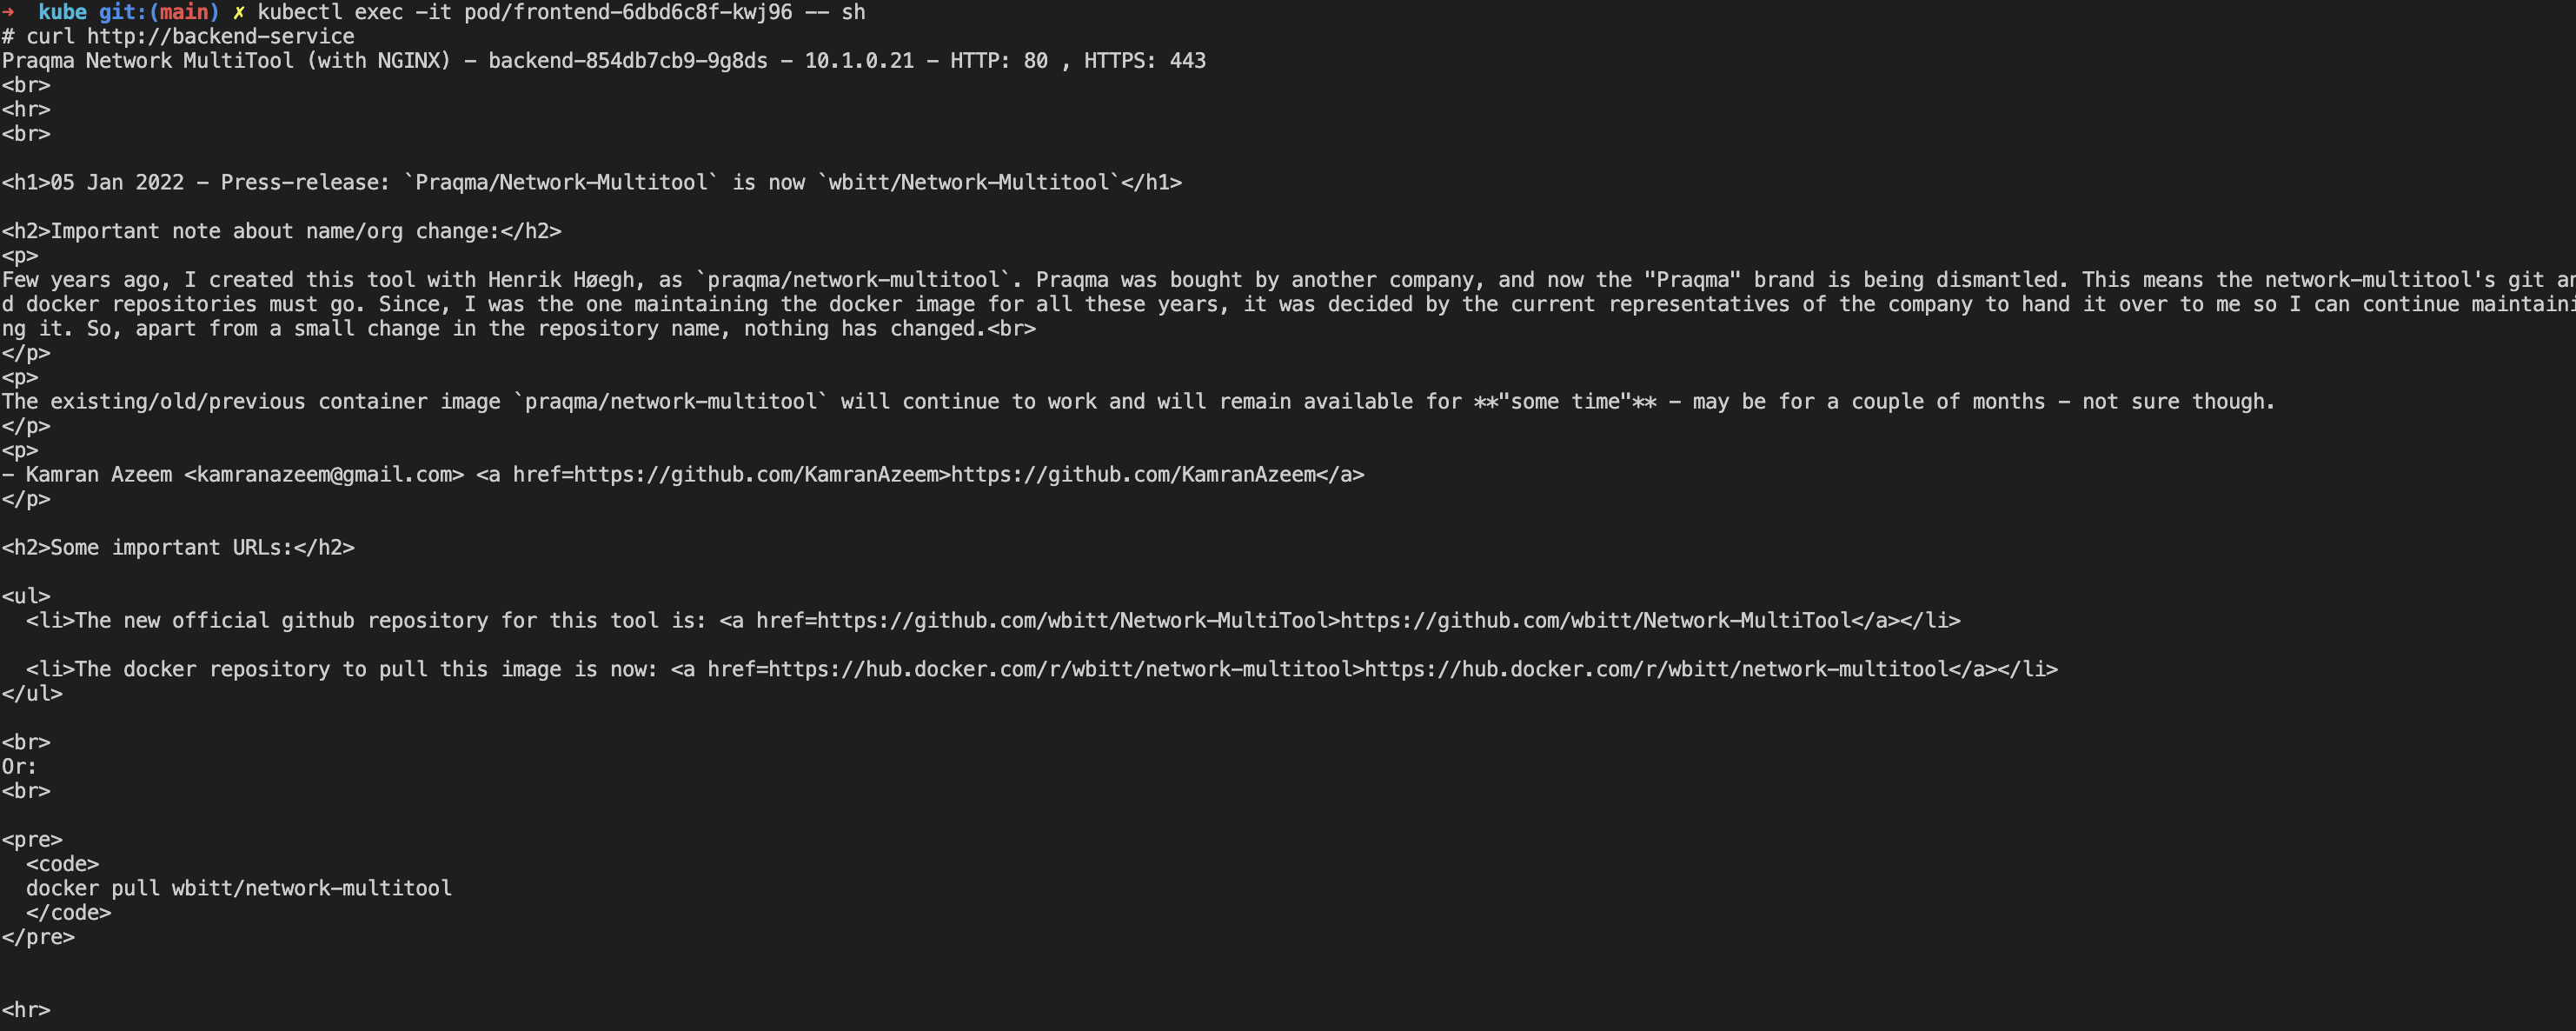 ➜  kube git:(main) ✗ kubectl exec -it pod/frontend-6dbd6c8f-kwj96 -- sh
# curl http://backend-service
Praqma Network MultiTool (with NGINX) - backend-854db7cb9-9g8ds - 10.1.0.21 - HTTP: 80 , HTTPS: 443
<br>
<hr>
<br>

<h1>05 Jan 2022 - Press-release: `Praqma/Network-Multitool` is now `wbitt/Network-Multitool`</h1>

<h2>Important note about name/org change:</h2>
<p>
Few years ago, I created this tool with Henrik Høegh, as `praqma/network-multitool`. Praqma was bought by another company, and now the "Praqma" brand is being dismantled. This means the network-multitool's git an
d docker repositories must go. Since, I was the one maintaining the docker image for all these years, it was decided by the current representatives of the company to hand it over to me so I can continue maintaini
ng it. So, apart from a small change in the repository name, nothing has changed.<br>
</p>
<p>
The existing/old/previous container image `praqma/network-multitool` will continue to work and will remain available for **"some time"** - may be for a couple of months - not sure though.
</p>
<p>
- Kamran Azeem <kamranazeem@gmail.com> <a href=https://github.com/KamranAzeem>https://github.com/KamranAzeem</a>
</p>

<h2>Some important URLs:</h2>

<ul>
  <li>The new official github repository for this tool is: <a href=https://github.com/wbitt/Network-MultiTool>https://github.com/wbitt/Network-MultiTool</a></li>

  <li>The docker repository to pull this image is now: <a href=https://hub.docker.com/r/wbitt/network-multitool>https://hub.docker.com/r/wbitt/network-multitool</a></li>
</ul>

<br>
Or:
<br>

<pre>
  <code>
  docker pull wbitt/network-multitool
  </code>
</pre>


<hr>